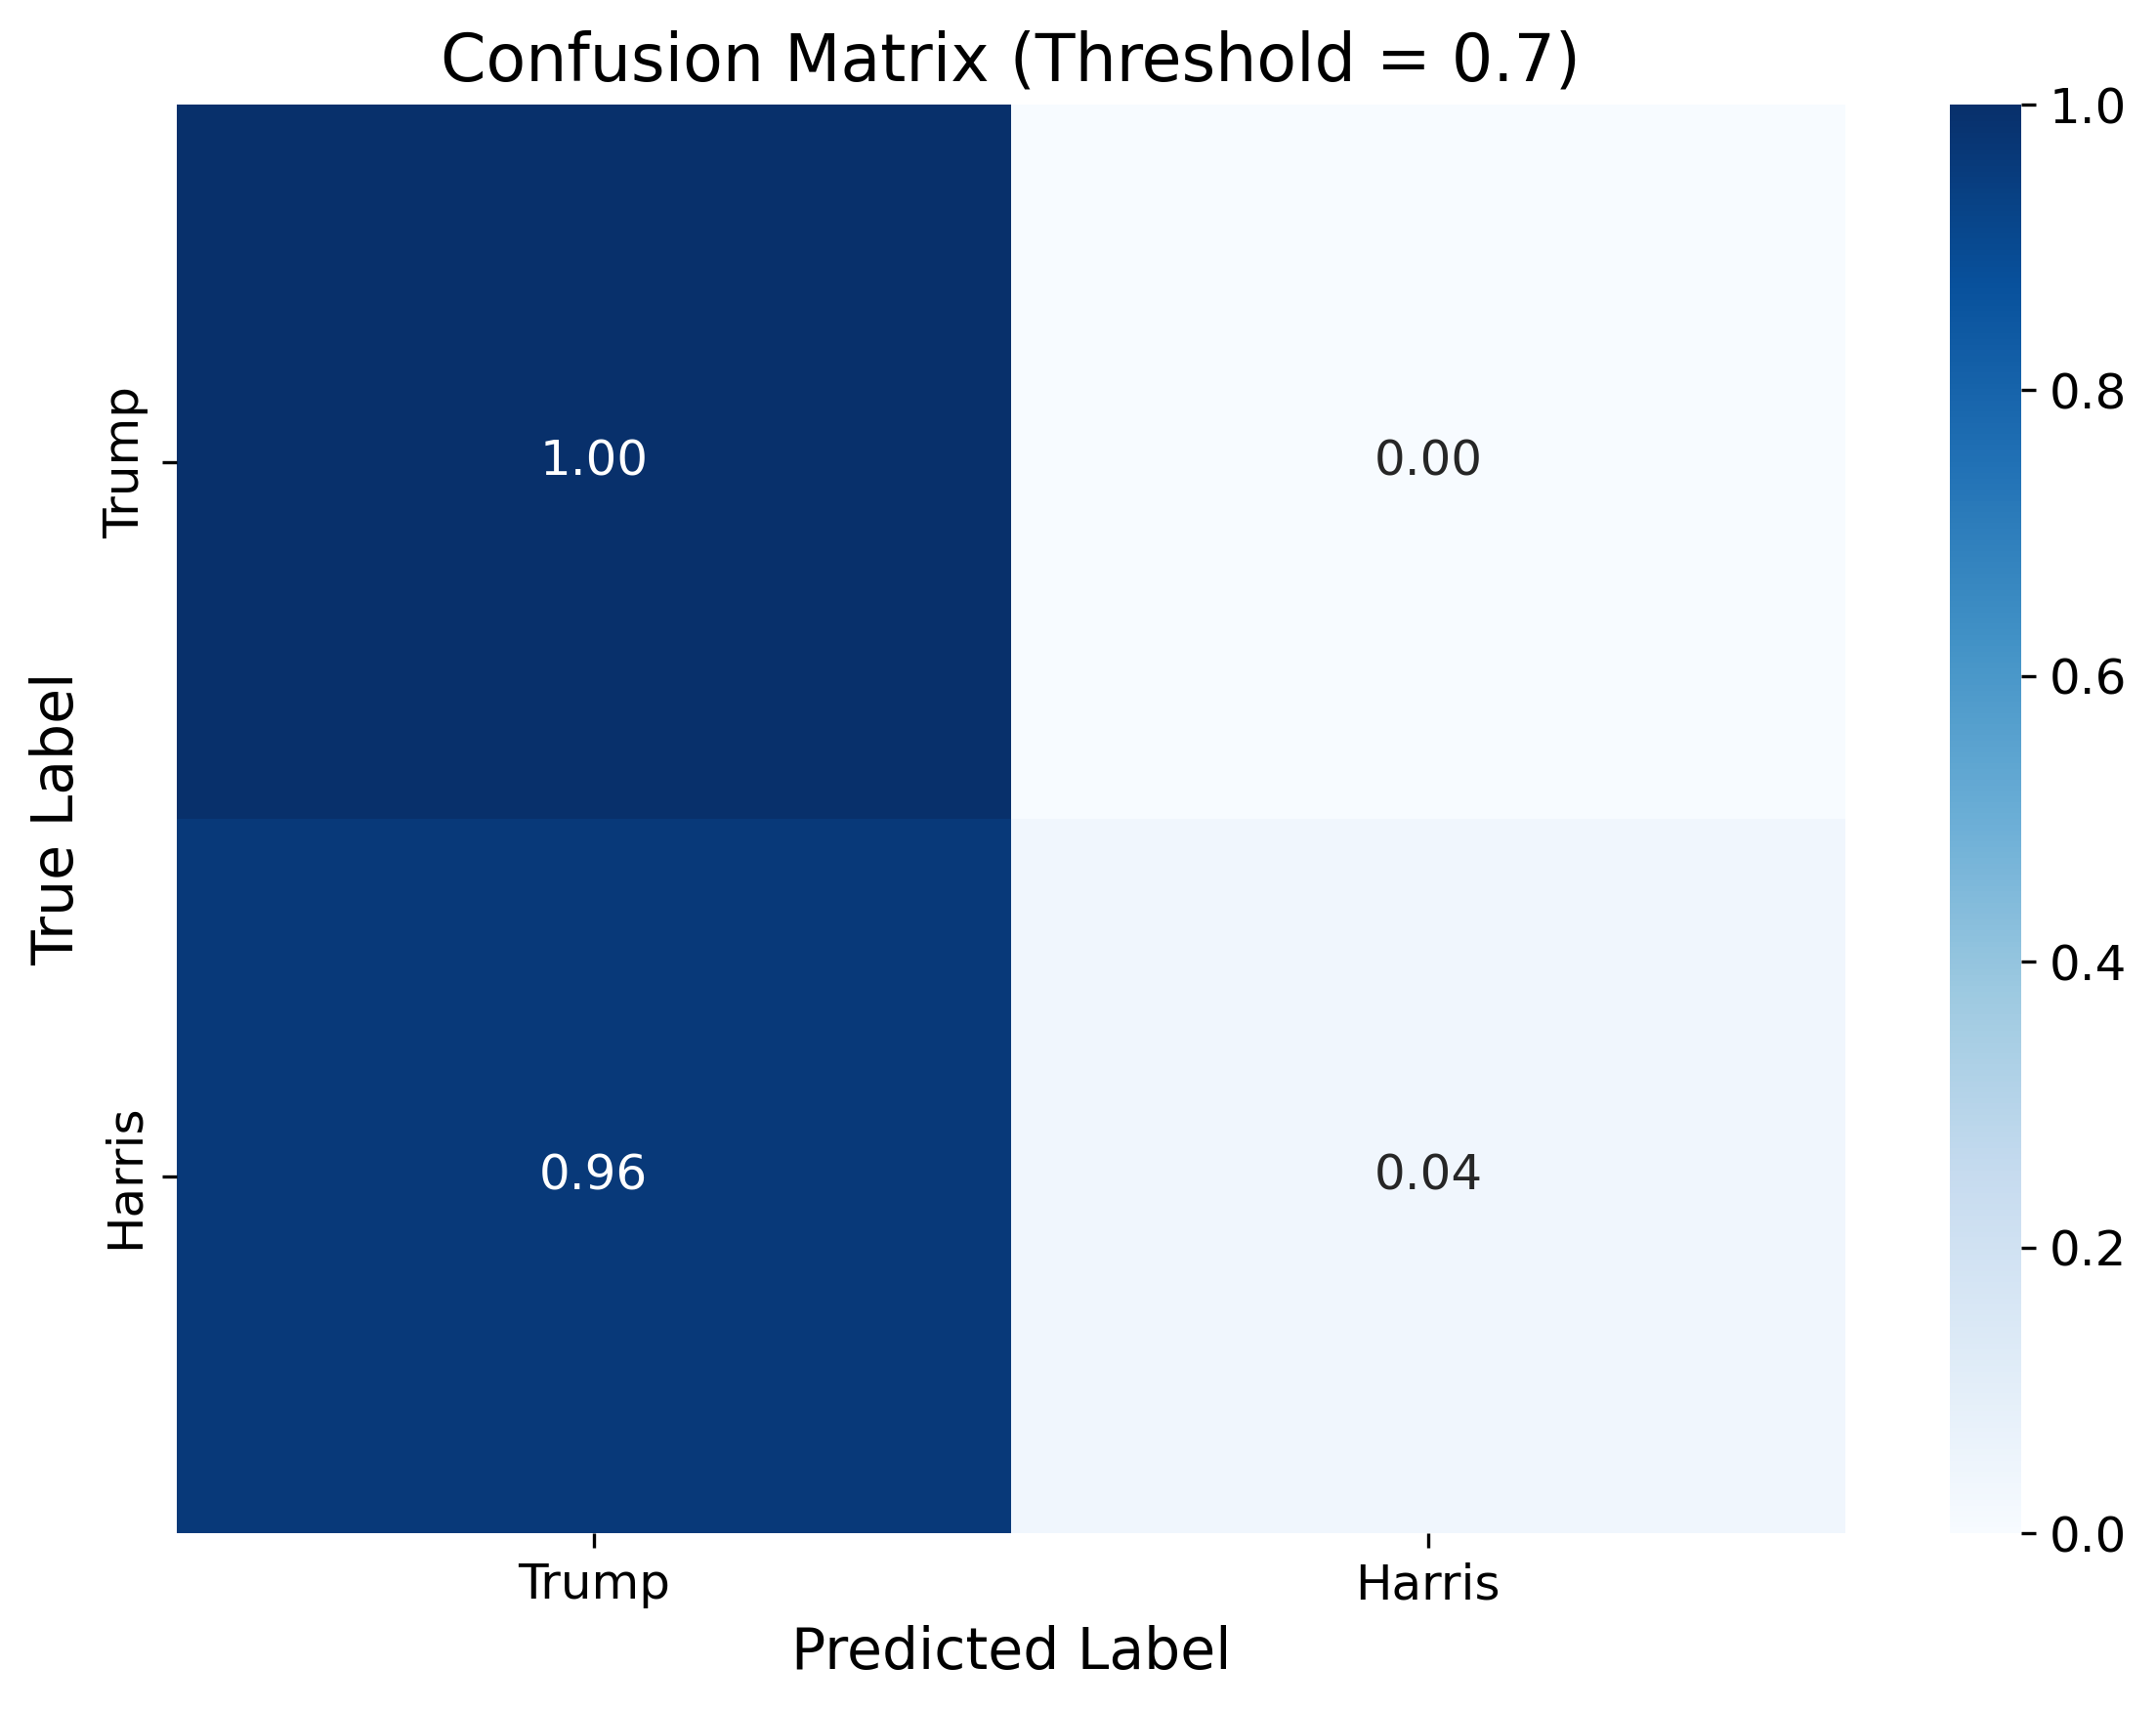 Confusion Matrix (Threshold = 0.7)
True Label
Trump
Harris
1.00
0.00
0.96
0.04
Trump
Harris
Predicted Label
1.0
0.8
0.6
0.4
0.2
0.0